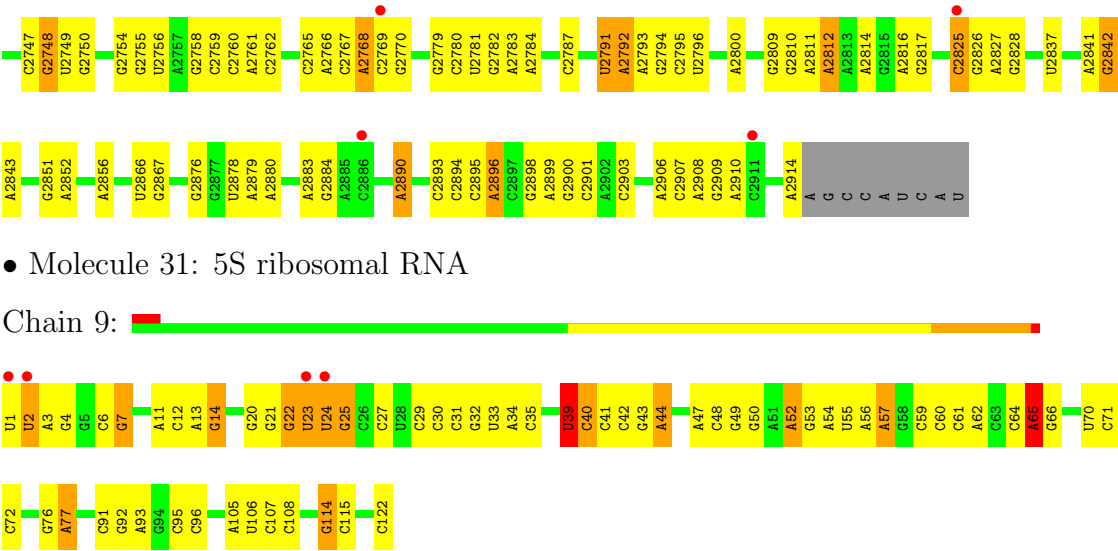 C2747 G2748 U2749 G2750 G2754 G2755 U2756 A2757 G2758 C2759 C2760 A2761 C2762 C2765 A2766 C2767 A2768 C2769 G2770 G2779 C2780 U2781 G2782 A2783 A2784 C2787 U2791 A2792 A2793 G2794 C2795 U2796 A2800 G2809 G2810 A2811 A2812 A2813 A2814 G2815 A2816 G2817 C2825 G2826 A2827 G2828 U2837 A2841 G2842
A2843 G2851 A2852 A2856 U2866 G2867 G2876 G2877 U2878 A2879 A2880 A2883 G2884 A2885 C2886 A2890 C2893 C2894 C2895 A2896 C2897 G2898 A2899 G2900 C2901 A2902 C2903 A2906 C2907 A2908 G2909 A2910 C2911 A2914 A G C C A U C A U
• Molecule 31: 5S ribosomal RNA
Chain 9:
U1 U2 A3 G4 G5 C6 G7 A11 C12 A13 G14 G20 G21 G22 U23 U24 G25 C26 C27 U28 C29 C30 C31 G32 U33 A34 C35 U39 C40 C41 C42 G43 A44 A47 C48 G49 G50 A51 A52 G53 A54 U55 A56 A57 G58 C59 C60 C61 A62 C63 C64 A65 G66 U70 C71
C72 G76 A77 C91 G92 A93 G94 C95 C96 A105 U106 C107 C108 G114 C115 C122